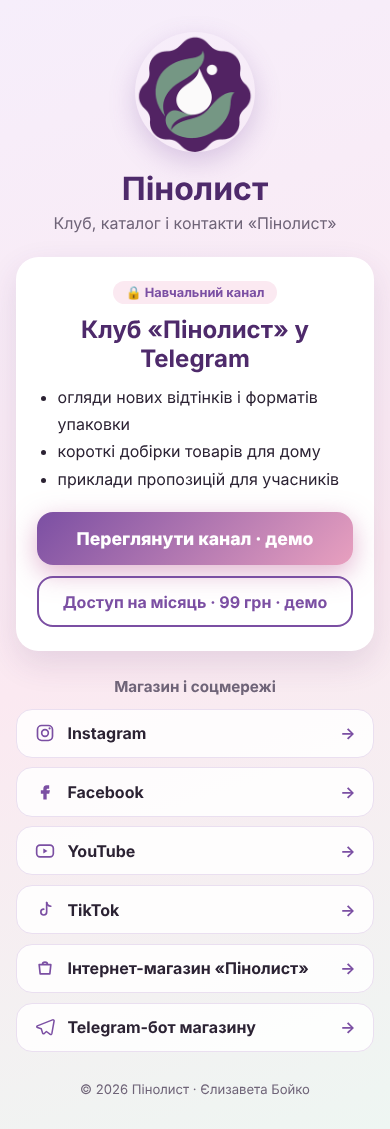 Пінолист
Клуб, каталог і контакти «Пінолист»
🔒 Навчальний канал
Клуб «Пінолист» у
Telegram
• огляди нових відтінків і форматів
упаковки
• короткі добірки товарів для дому
• приклади пропозицій для учасників
Переглянути канал · демо
Доступ на місяць · 99 грн · демо
Магазин і соцмережі
Instagram →
Facebook →
YouTube →
TikTok →
Інтернет-магазин «Пінолист» →
Telegram-бот магазину →
© 2026 Пінолист · Єлизавета Бойко